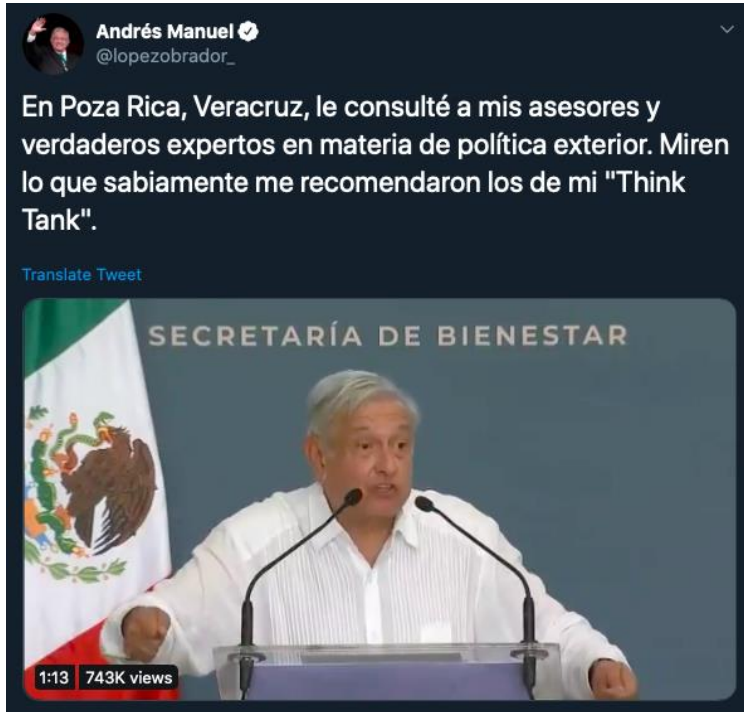 Andrés Manuel
@lopezobrador_
En Poza Rica, Veracruz, le consulté a mis asesores y
verdaderos expertos en materia de política exterior. Miren
lo que sabiamente me recomendaron los de mi "Think
Tank".
Translate Tweet
SECRETARÍA DE BIENESTAR
1:13 743K views